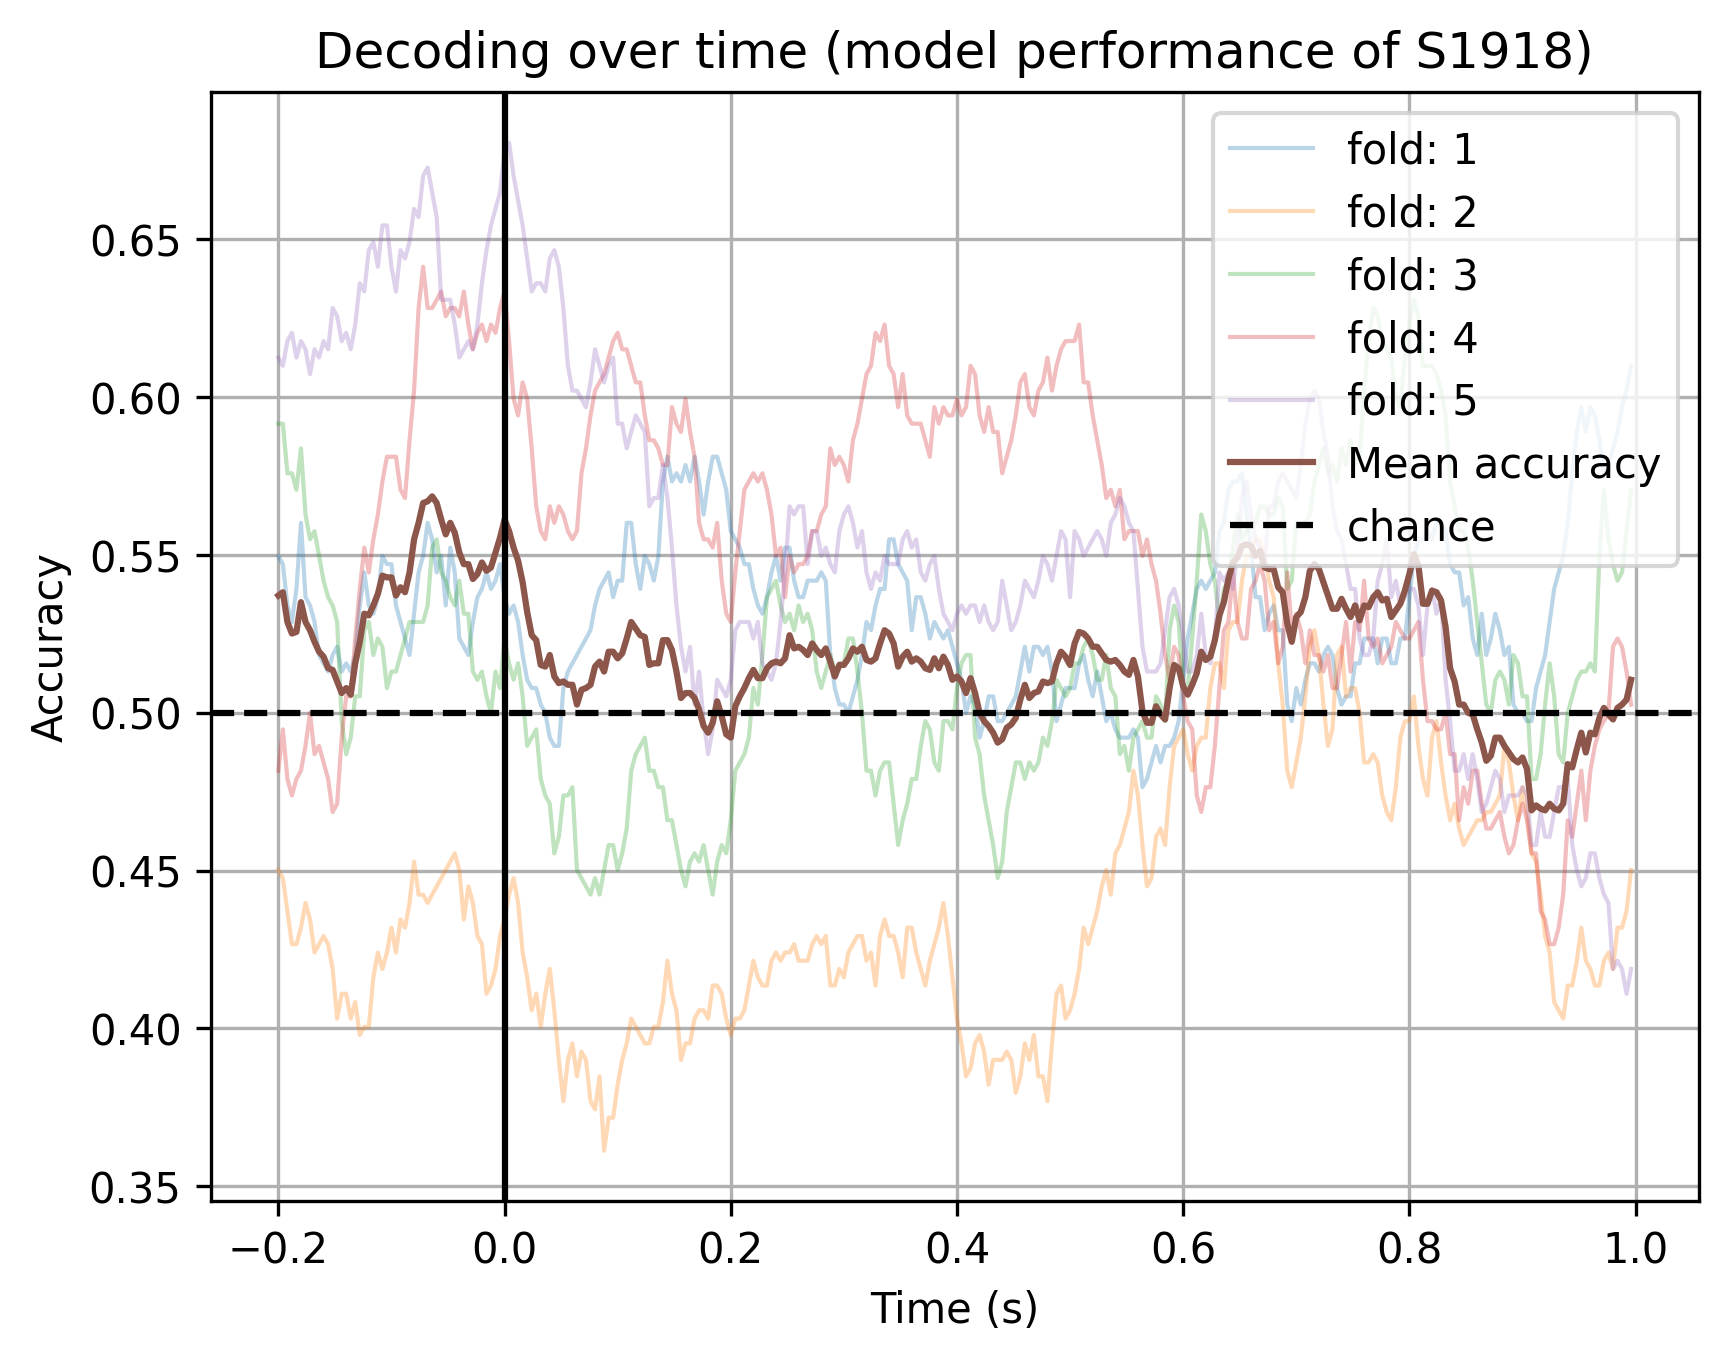 Decoding over time (model performance of S1918)
Accuracy
0.65
0.60
0.55
0.50
0.45
0.40
0.35
fold: 1
fold: 2
fold: 3
fold: 4
fold: 5
Mean accuracy
chance
−0.2 0.0 0.2 0.4 0.6 0.8 1.0
Time (s)